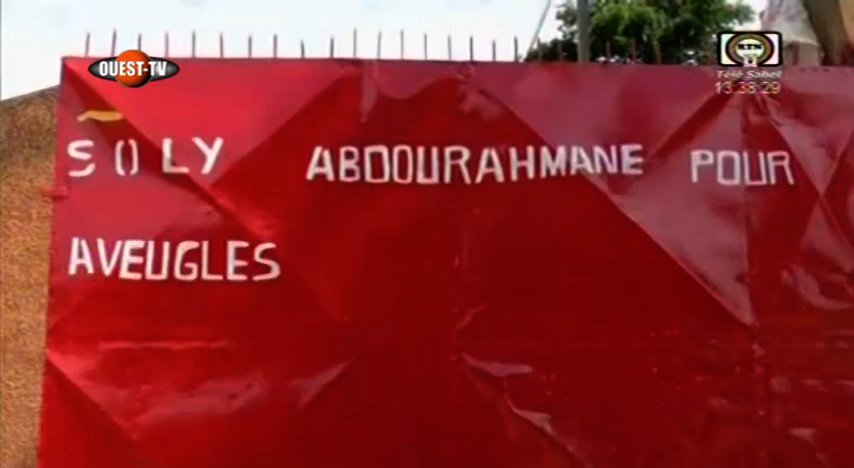 OUEST-TV
Télé Sahel
13:38:29
SOLY ABDOURAHMANE POUR
AVEUGLES